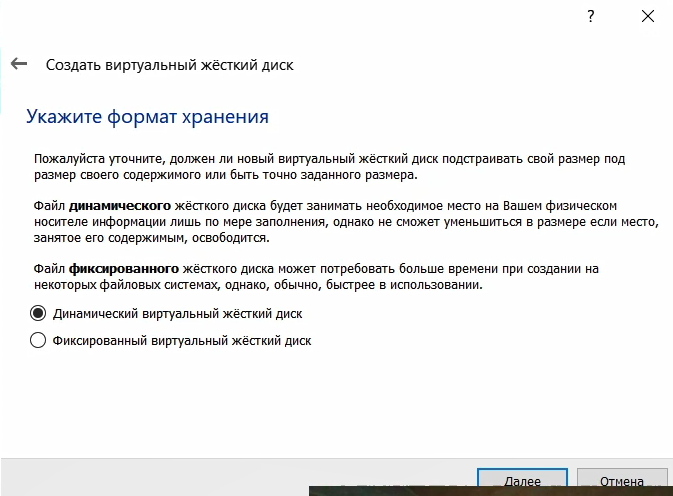 ?
Создать виртуальный жёсткий диск
Укажите формат хранения
Пожалуйста уточните, должен ли новый виртуальный жёсткий диск подстраивать свой размер под
размер своего содержимого или быть точно заданного размера.
Файл динамического жёсткого диска будет занимать необходимое место на Вашем физическом
носителе информации лишь по мере заполнения, однако не сможет уменьшиться в размере если место,
занятое его содержимым, освободится.
Файл фиксированного жёсткого диска может потребовать больше времени при создании на
некоторых файловых системах, однако, обычно, быстрее в использовании.
Динамический виртуальный жёсткий диск
Фиксированный виртуальный жёсткий диск
Далее Отмена